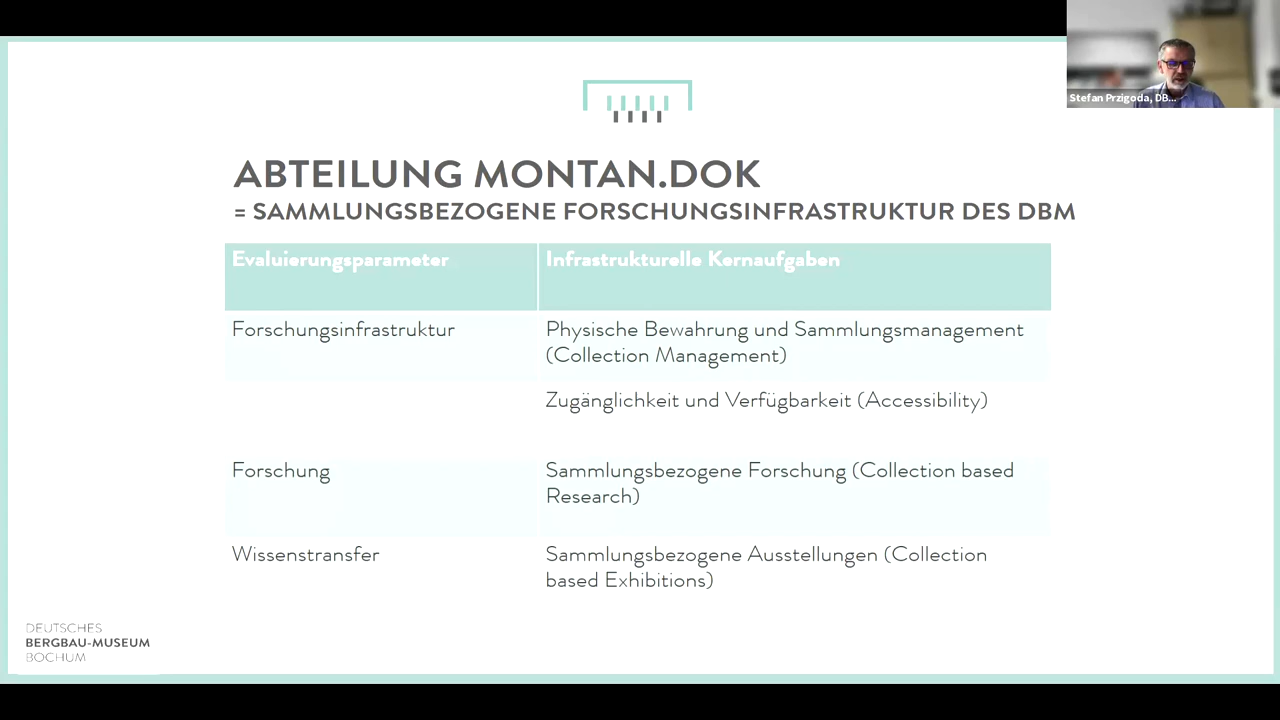 Stefan Przigoda, DB...
ABTEILUNG MONTAN.DOK
= SAMMLUNGSBEZOGENE FORSCHUNGSINFRASTRUKTUR DES DBM
Evaluierungsparameter
Infrastrukturelle Kernaufgaben
Forschungsinfrastruktur
Physische Bewahrung und Sammlungsmanagement
(Collection Management)
Zugänglichkeit und Verfügbarkeit (Accessibility)
Forschung
Sammlungsbezogene Forschung (Collection based
Research)
Wissenstransfer
Sammlungsbezogene Ausstellungen (Collection
based Exhibitions)
DEUTSCHES
BERGBAU-MUSEUM
BOCHUM